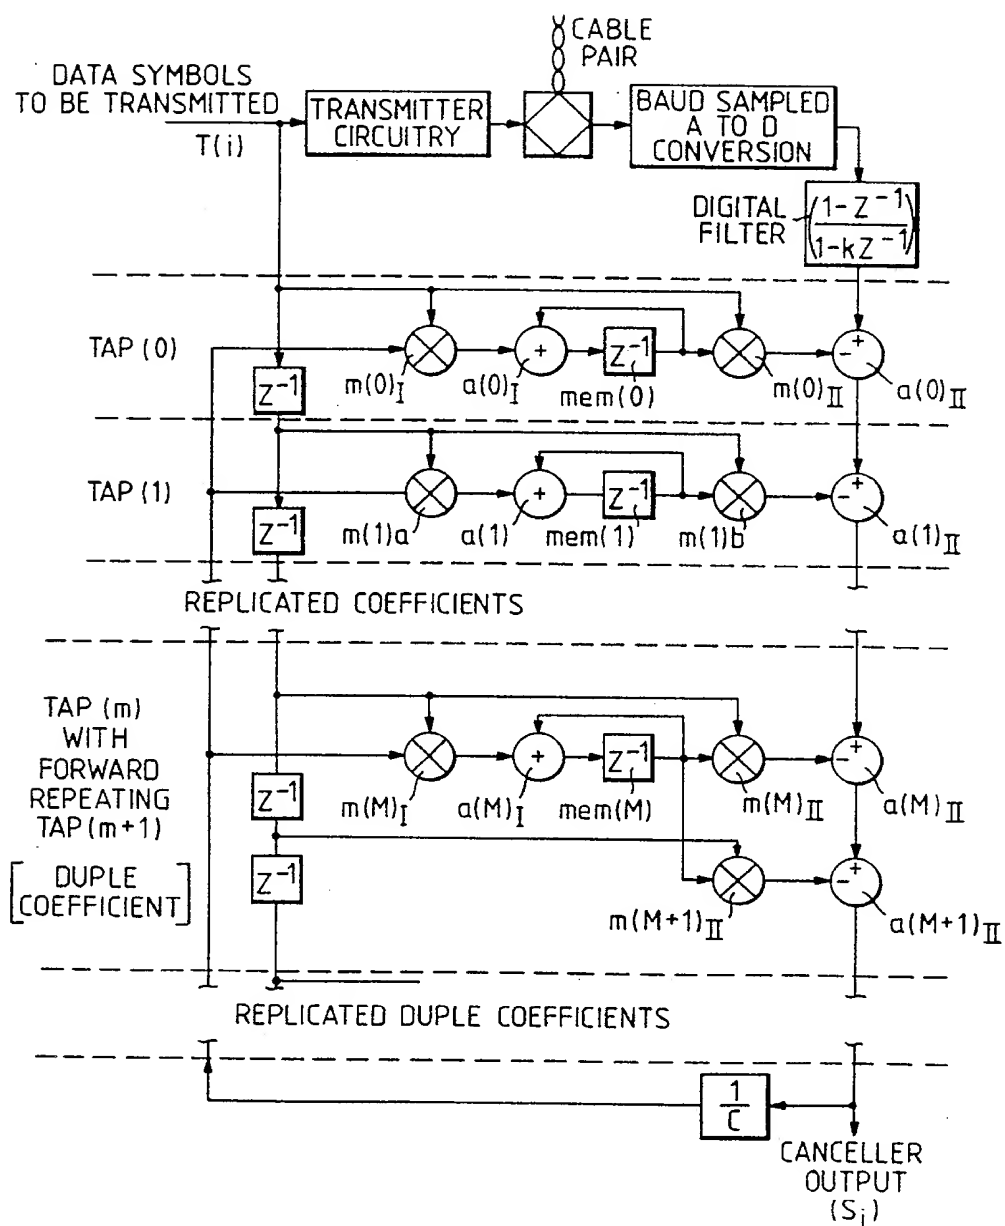 CABLE
PAIR
DATA SYMBOLS
TO BE TRANSMITTED
T(i)
TRANSMITTER
CIRCUITRY
BAUD SAMPLED
A TO D
CONVERSION
DIGITAL
FILTER
(1-Z⁻¹)
(1-kZ⁻¹)
TAP (0)
Z⁻¹
Z⁻¹
m(0)I
a(0)I
mem(0)
m(0)II
- +
a(0)II
+
TAP (1)
Z⁻¹
Z⁻¹
m(1)a
a(1)
mem(1)
m(1)b
- +
a(1)II
+
REPLICATED COEFFICIENTS
TAP (m)
WITH
FORWARD
REPEATING
TAP (m+1)
[DUPLE
COEFFICIENT]
Z⁻¹
Z⁻¹
Z⁻¹
+
m(M)I
a(M)I
mem(M)
m(M)II
- +
a(M)II
- +
m(M+1)II
a(M+1)II
REPLICATED DUPLE COEFFICIENTS
1
C
CANCELLER
OUTPUT
(Si)